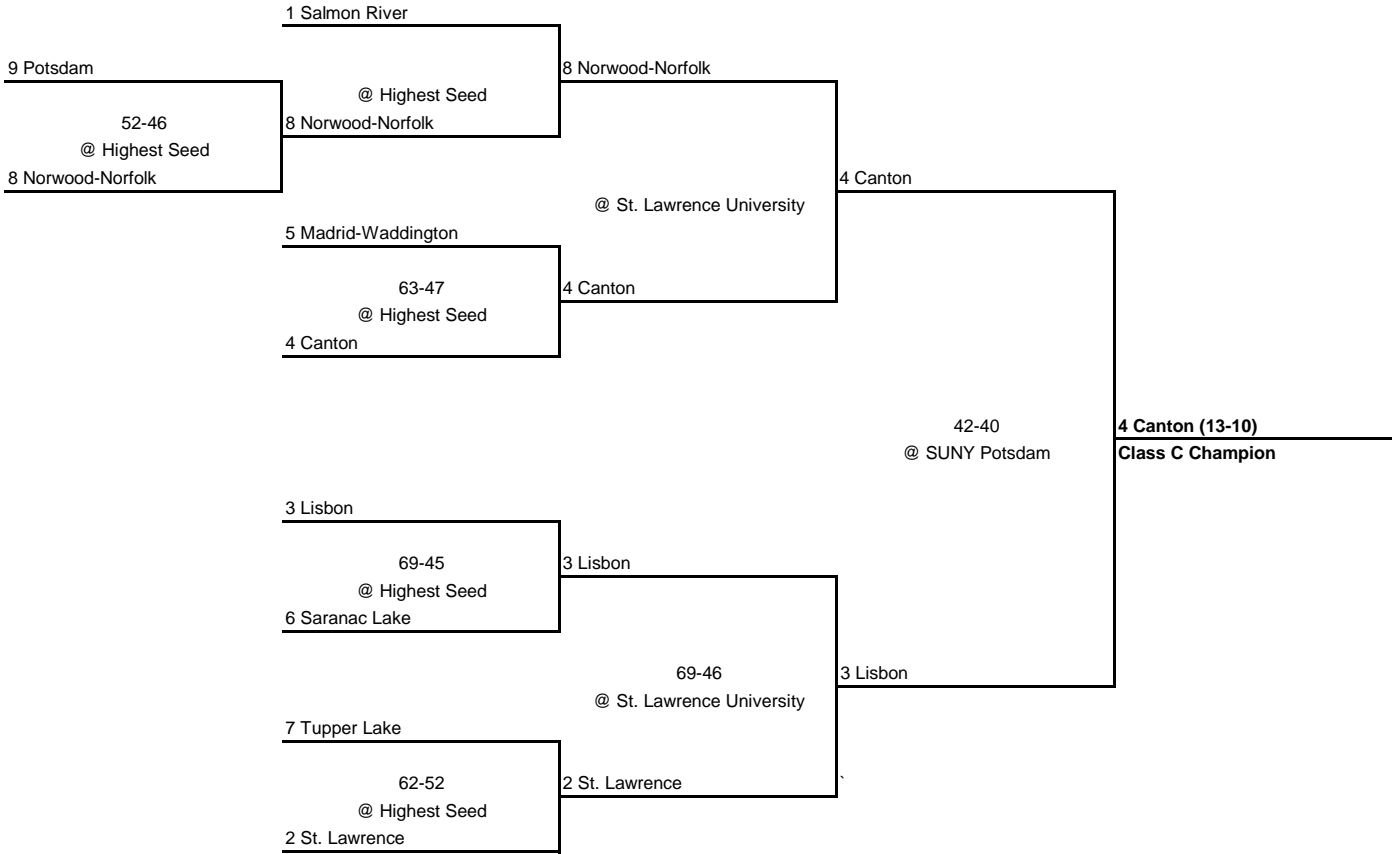 1 Salmon River
9 Potsdam
8 Norwood-Norfolk
@ Highest Seed
52-46
8 Norwood-Norfolk
@ Highest Seed
8 Norwood-Norfolk
4 Canton
@ St. Lawrence University
5 Madrid-Waddington
63-47
4 Canton
@ Highest Seed
4 Canton
42-40
4 Canton (13-10)
@ SUNY Potsdam
Class C Champion
3 Lisbon
69-45
3 Lisbon
@ Highest Seed
6 Saranac Lake
69-46
3 Lisbon
@ St. Lawrence University
7 Tupper Lake
62-52
2 St. Lawrence
`
@ Highest Seed
2 St. Lawrence